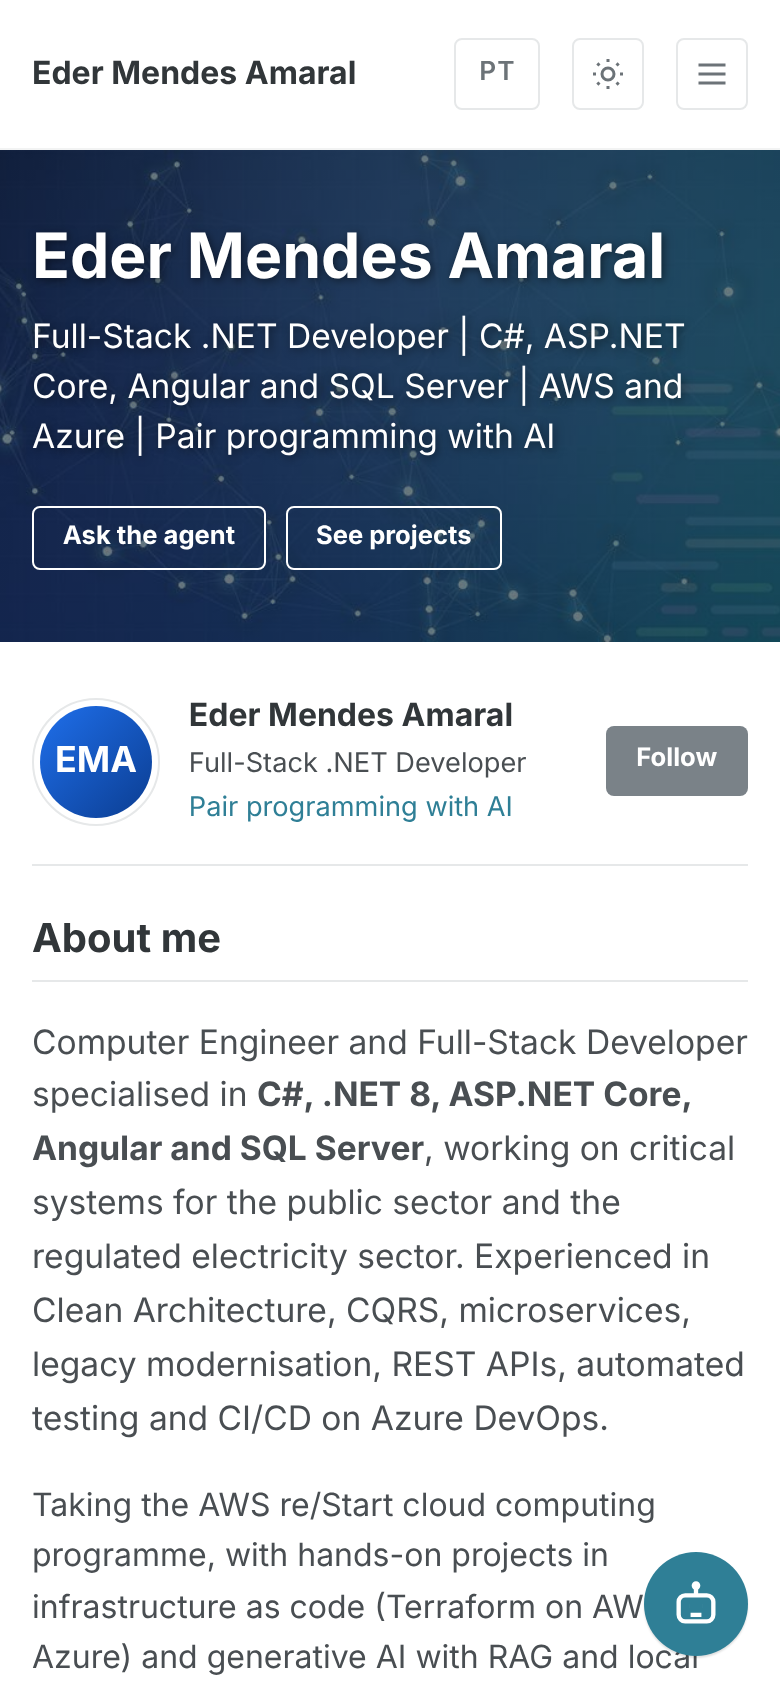 Eder Mendes Amaral
PT
Eder Mendes Amaral
Full-Stack .NET Developer | C#, ASP.NET
Core, Angular and SQL Server | AWS and
Azure | Pair programming with AI
Ask the agent
See projects
EMA
Eder Mendes Amaral
Full-Stack .NET Developer
Pair programming with AI
Follow
About me
Computer Engineer and Full-Stack Developer
specialised in C#, .NET 8, ASP.NET Core,
Angular and SQL Server, working on critical
systems for the public sector and the
regulated electricity sector. Experienced in
Clean Architecture, CQRS, microservices,
legacy modernisation, REST APIs, automated
testing and CI/CD on Azure DevOps.
Taking the AWS re/Start cloud computing
programme, with hands-on projects in
infrastructure as code (Terraform on
Azure) and generative AI with RAG and local